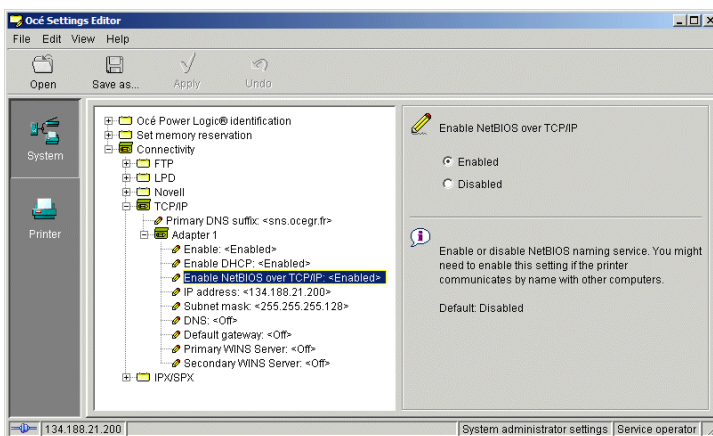 Océ Settings Editor
File Edit View Help
Open Save as... Apply Undo
System
Printer
Océ Power Logic® identification
Set memory reservation
Connectivity
FTP
LPD
Novell
TCP/IP
Primary DNS suffix: <sns.ocegr.fr>
Adapter 1
Enable: <Enabled>
Enable DHCP: <Enabled>
Enable NetBIOS over TCP/IP: <Enabled>
IP address: <134.188.21.200>
Subnet mask: <255.255.255.128>
DNS: <Off>
Default gateway: <Off>
Primary WINS Server: <Off>
Secondary WINS Server: <Off>
IPX/SPX
Enable NetBIOS over TCP/IP
Enabled
Disabled
Enable or disable NetBIOS naming service. You might
need to enable this setting if the printer
communicates by name with other computers.
Default: Disabled
134.188.21.200 System administrator settings Service operator